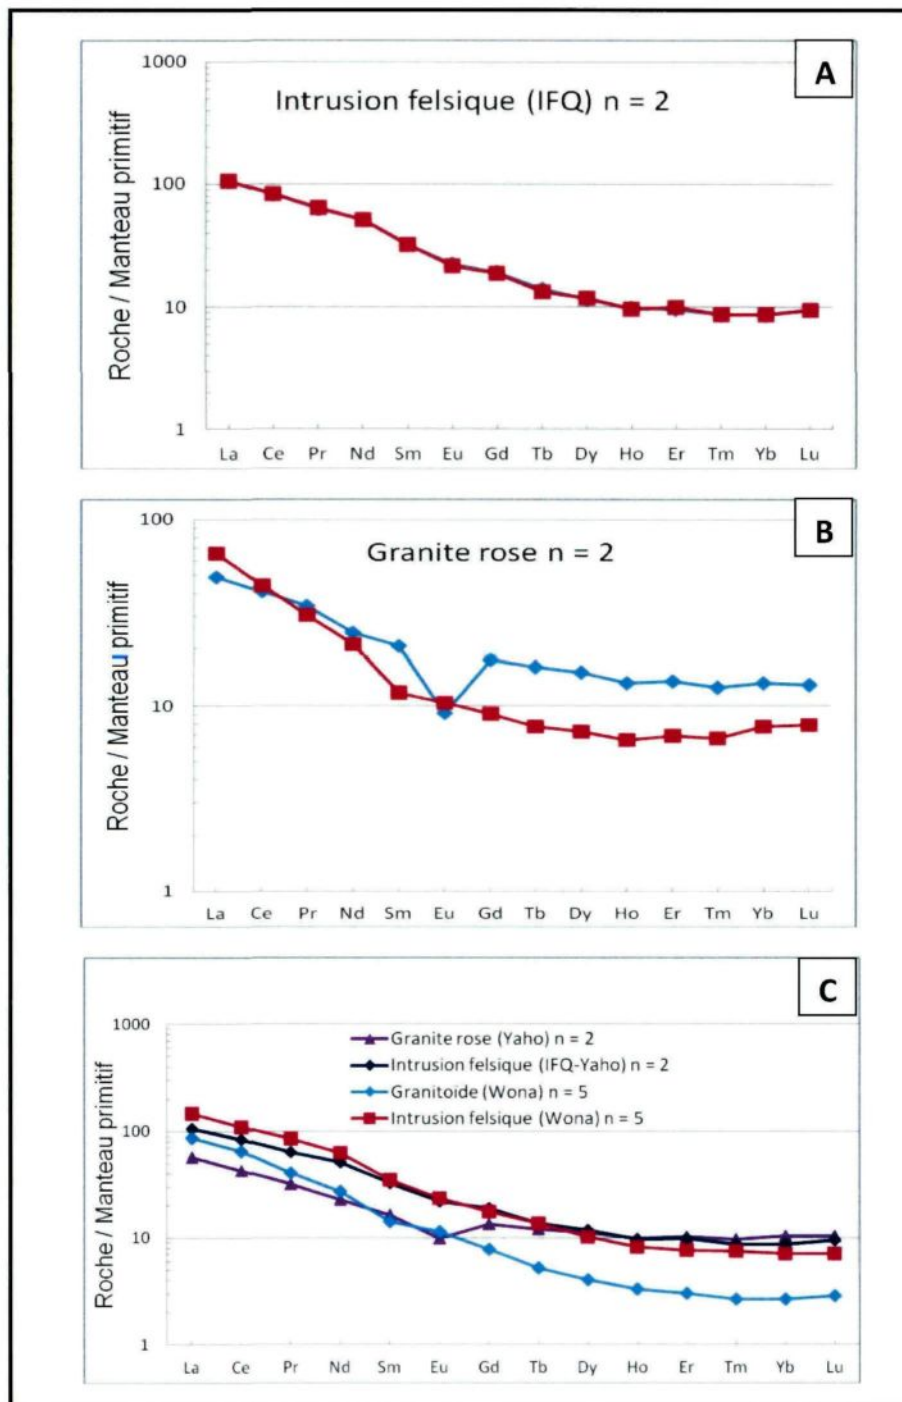 A
Intrusion felsique (IFQ) n = 2
Roche / Manteau primitif
1000
100
10
1
La Ce Pr Nd Sm Eu Gd Tb Dy Ho Er Tm Yb Lu
B
Granite rose n = 2
Roche / Manteau primitif
100
10
1
La Ce Pr Nd Sm Eu Gd Tb Dy Ho Er Tm Yb Lu
C
Granite rose (Yaho) n = 2
Intrusion felsique (IFQ-Yaho) n = 2
Granitoïde (Wona) n = 5
Intrusion felsique (Wona) n = 5
Roche / Manteau primitif
1000
100
10
1
La Ce Pr Nd Sm Eu Gd Tb Dy Ho Er Tm Yb Lu